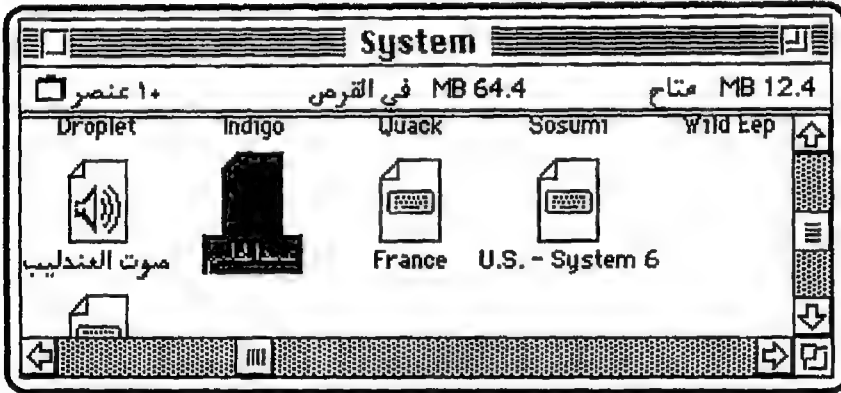 System
١٠ عنصر MB 64.4 في القرص MB 12.4 متاح
Droplet Indigo Quack Sosumi Wild Eep
صوت العندليب France U.S. - System 6